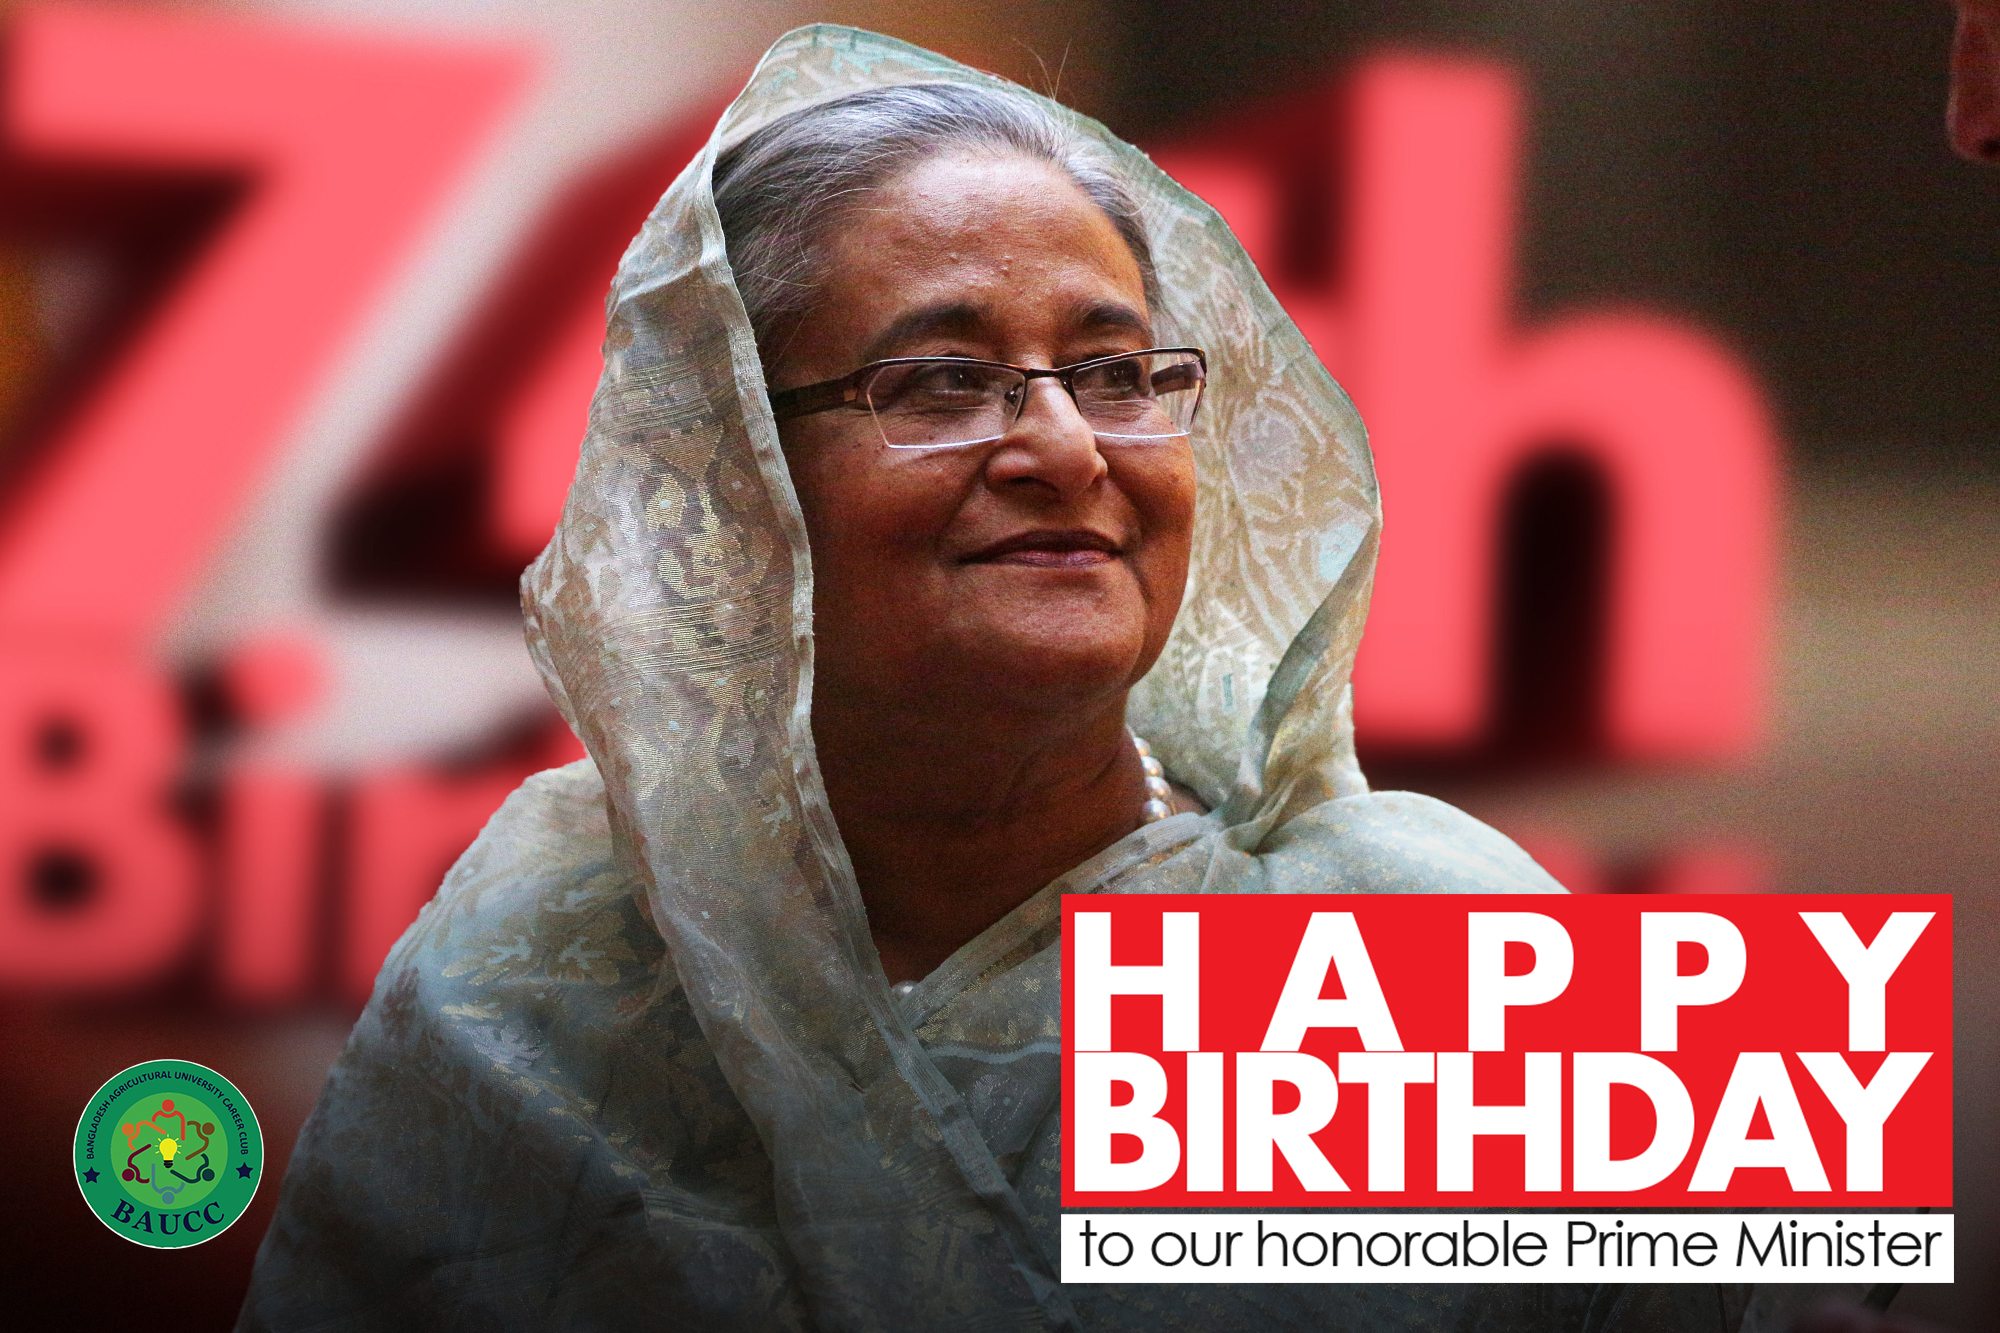 HAPPY
BIRTHDAY
to our honorable Prime Minister
BANGLADESH AGRICULTURAL UNIVERSITY CAREER CLUB
BAUCC